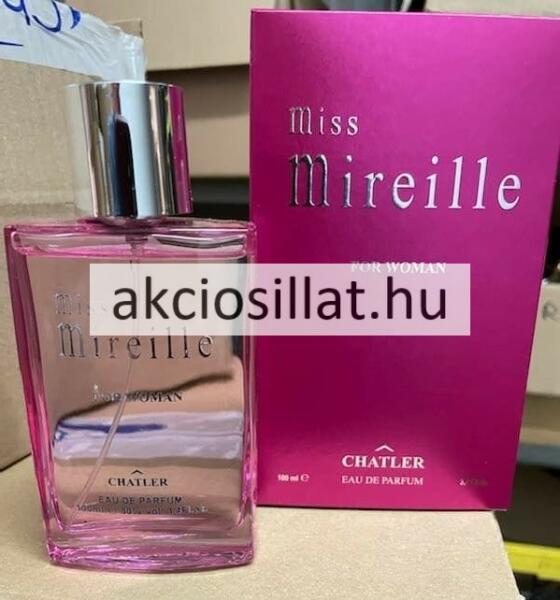 miss
mireille
FOR WOMAN
CHATLER
100 ml ℮
EAU DE PARFUM
akciosillat.hu
miss
mireille
FOR WOMAN
CHATLER
EAU DE PARFUM